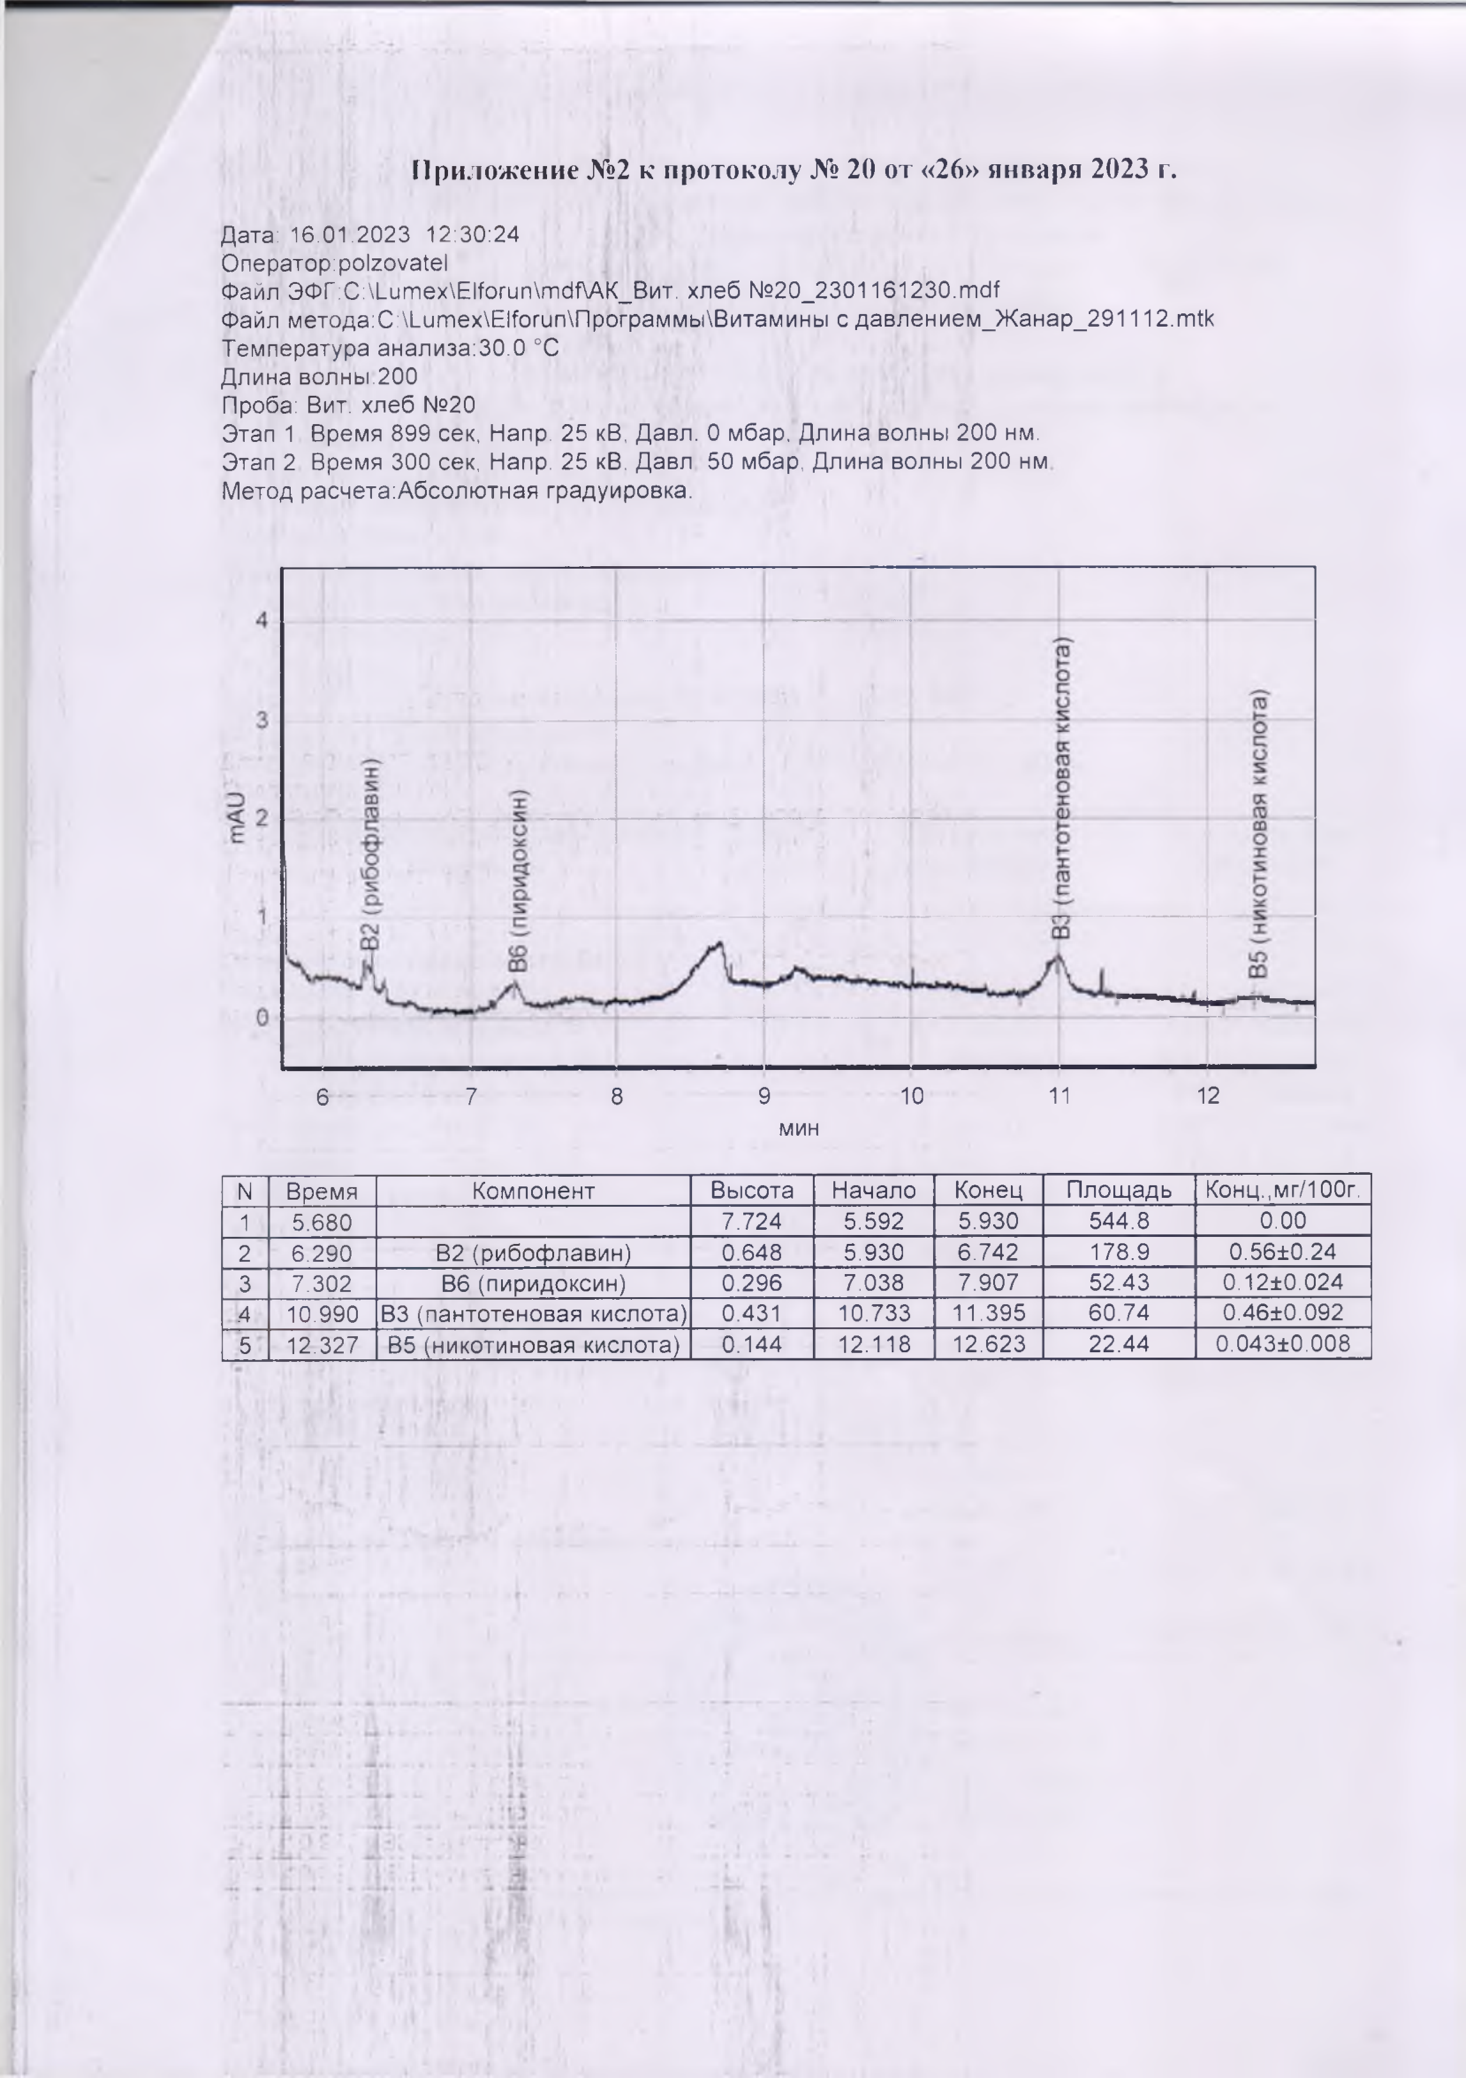 Приложение №2 к протоколу № 20 от «26» января 2023 г.
Дата: 16.01.2023 12:30:24
Оператор:polzovatel
Файл ЭФГ:C:\Lumex\Elforun\mdf\АК_Вит. хлеб №20_2301161230.mdf
Файл метода:C:\Lumex\Elforun\Программы\Витамины с давлением_Жанар_291112.mtk
Температура анализа:30.0 °C
Длина волны:200
Проба: Вит. хлеб №20
Этап 1. Время 899 сек, Напр. 25 кВ, Давл. 0 мбар, Длина волны 200 нм.
Этап 2. Время 300 сек, Напр. 25 кВ, Давл. 50 мбар, Длина волны 200 нм.
Метод расчета:Абсолютная градуировка.
mAU
4
3
2
1
0
B2 (рибофлавин)
B6 (пиридоксин)
B3 (пантотеновая кислота)
B5 (никотиновая кислота)
6 7 8 9 10 11 12
мин
N Время Компонент Высота Начало Конец Площадь Конц.,мг/100г.
1 5.680 7.724 5.592 5.930 544.8 0.00
2 6.290 B2 (рибофлавин) 0.648 5.930 6.742 178.9 0.56±0.24
3 7.302 B6 (пиридоксин) 0.296 7.038 7.907 52.43 0.12±0.024
4 10.990 B3 (пантотеновая кислота) 0.431 10.733 11.395 60.74 0.46±0.092
5 12.327 B5 (никотиновая кислота) 0.144 12.118 12.623 22.44 0.043±0.008